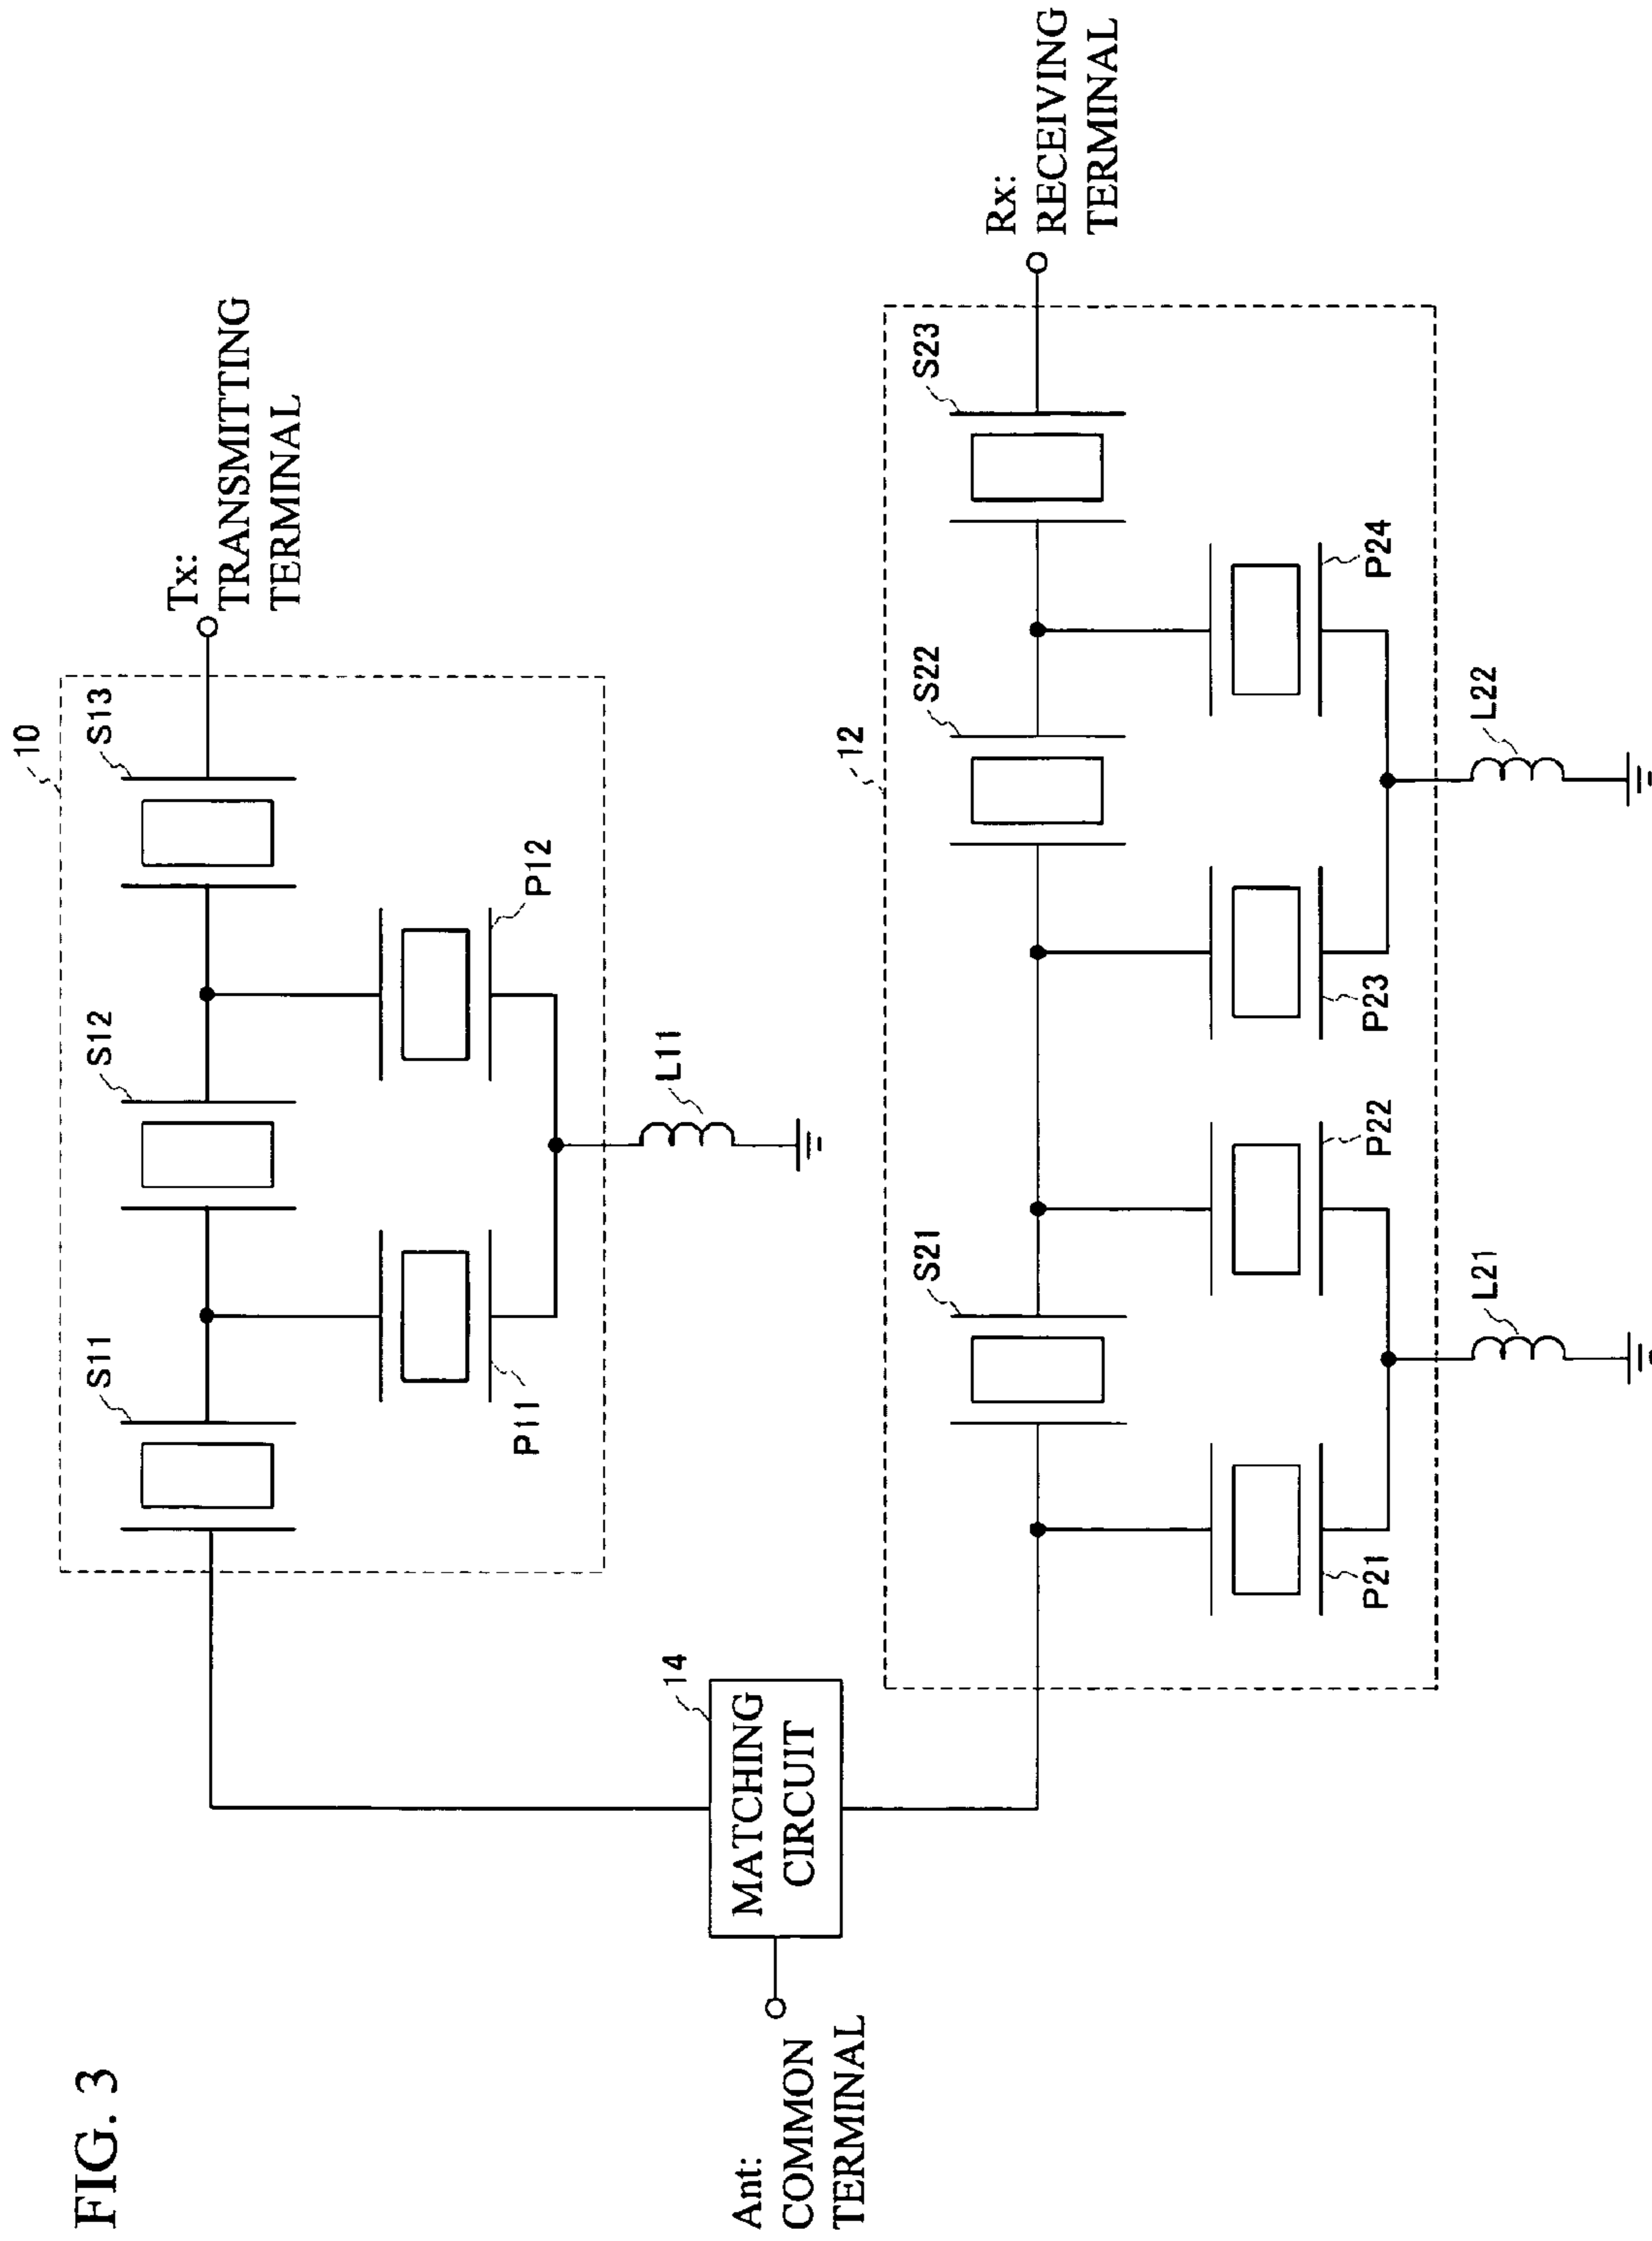 FIG. 3
Ant:
COMMON
TERMINAL
14
MATCHING
CIRCUIT
10
S11
S12
S13
P11
P12
L11
Tx:
TRANSMITTING
TERMINAL
12
S21
S22
S23
P21
P22
P23
P24
L21
L22
Rx:
RECEIVING
TERMINAL